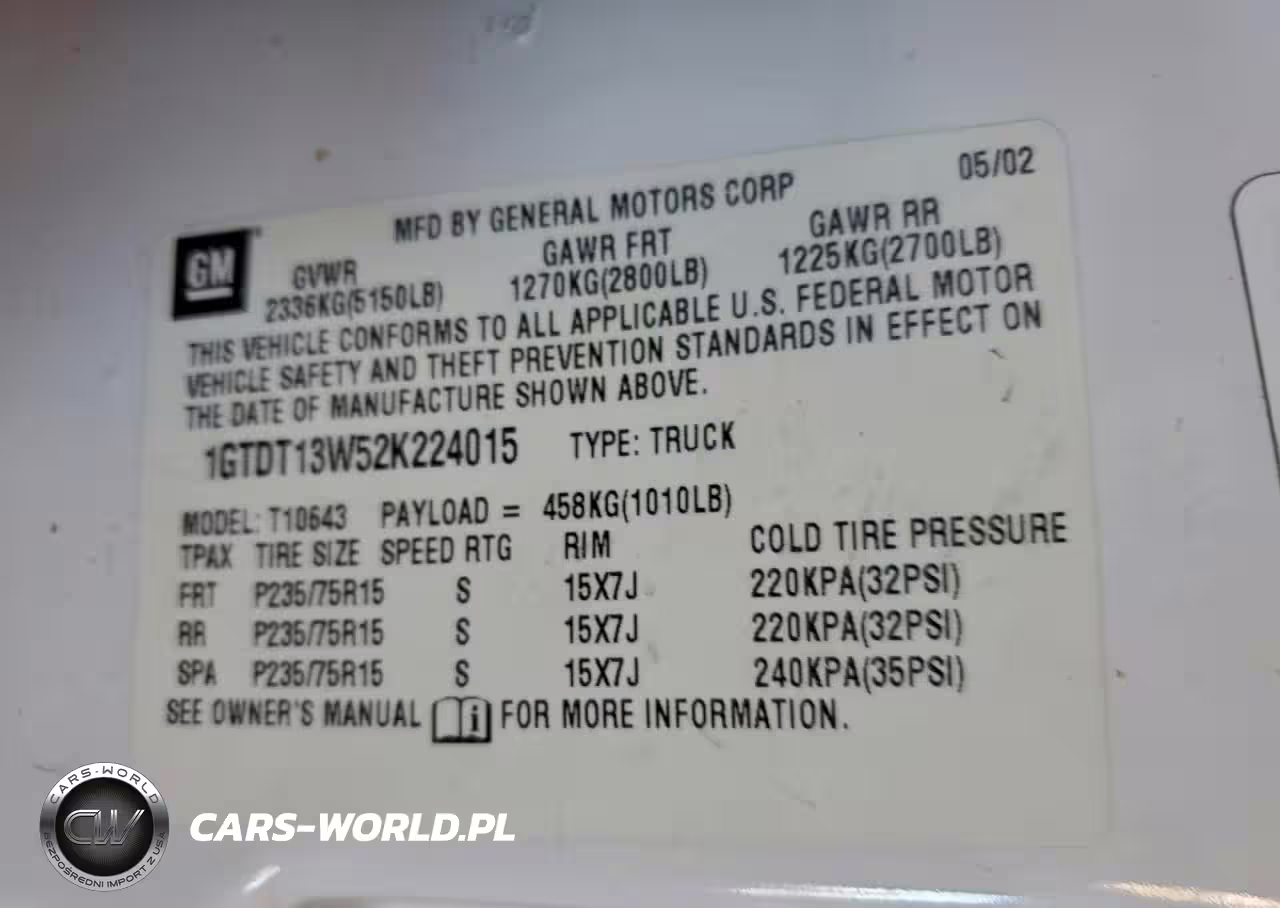 05/02
MFD BY GENERAL MOTORS CORP
GM
GVWR GAWR FRT GAWR RR
2336KG(5150LB) 1270KG(2800LB) 1225KG(2700LB)
THIS VEHICLE CONFORMS TO ALL APPLICABLE U.S. FEDERAL MOTOR
VEHICLE SAFETY AND THEFT PREVENTION STANDARDS IN EFFECT ON
THE DATE OF MANUFACTURE SHOWN ABOVE.
1GTDT13W52K224015 TYPE: TRUCK
MODEL: T10643 PAYLOAD = 458KG(1010LB)
TPAX TIRE SIZE SPEED RTG RIM COLD TIRE PRESSURE
FRT P235/75R15 S 15X7J 220KPA(32PSI)
RR P235/75R15 S 15X7J 220KPA(32PSI)
SPA P235/75R15 S 15X7J 240KPA(35PSI)
SEE OWNER'S MANUAL i FOR MORE INFORMATION.
CARS-WORLD
CW
BEZPOŚREDNI IMPORT Z USA
CARS-WORLD.PL